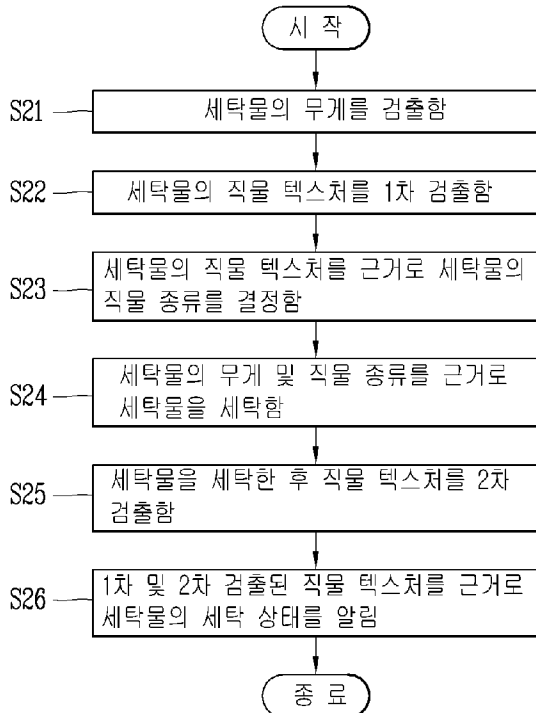 시 작
S21
세탁물의 무게를 검출함
S22
세탁물의 직물 텍스처를 1차 검출함
S23
세탁물의 직물 텍스처를 근거로 세탁물의
직물 종류를 결정함
S24
세탁물의 무게 및 직물 종류를 근거로
세탁물을 세탁함
S25
세탁물을 세탁한 후 직물 텍스처를 2차
검출함
S26
1차 및 2차 검출된 직물 텍스처를 근거로
세탁물의 세탁 상태를 알림
종 료